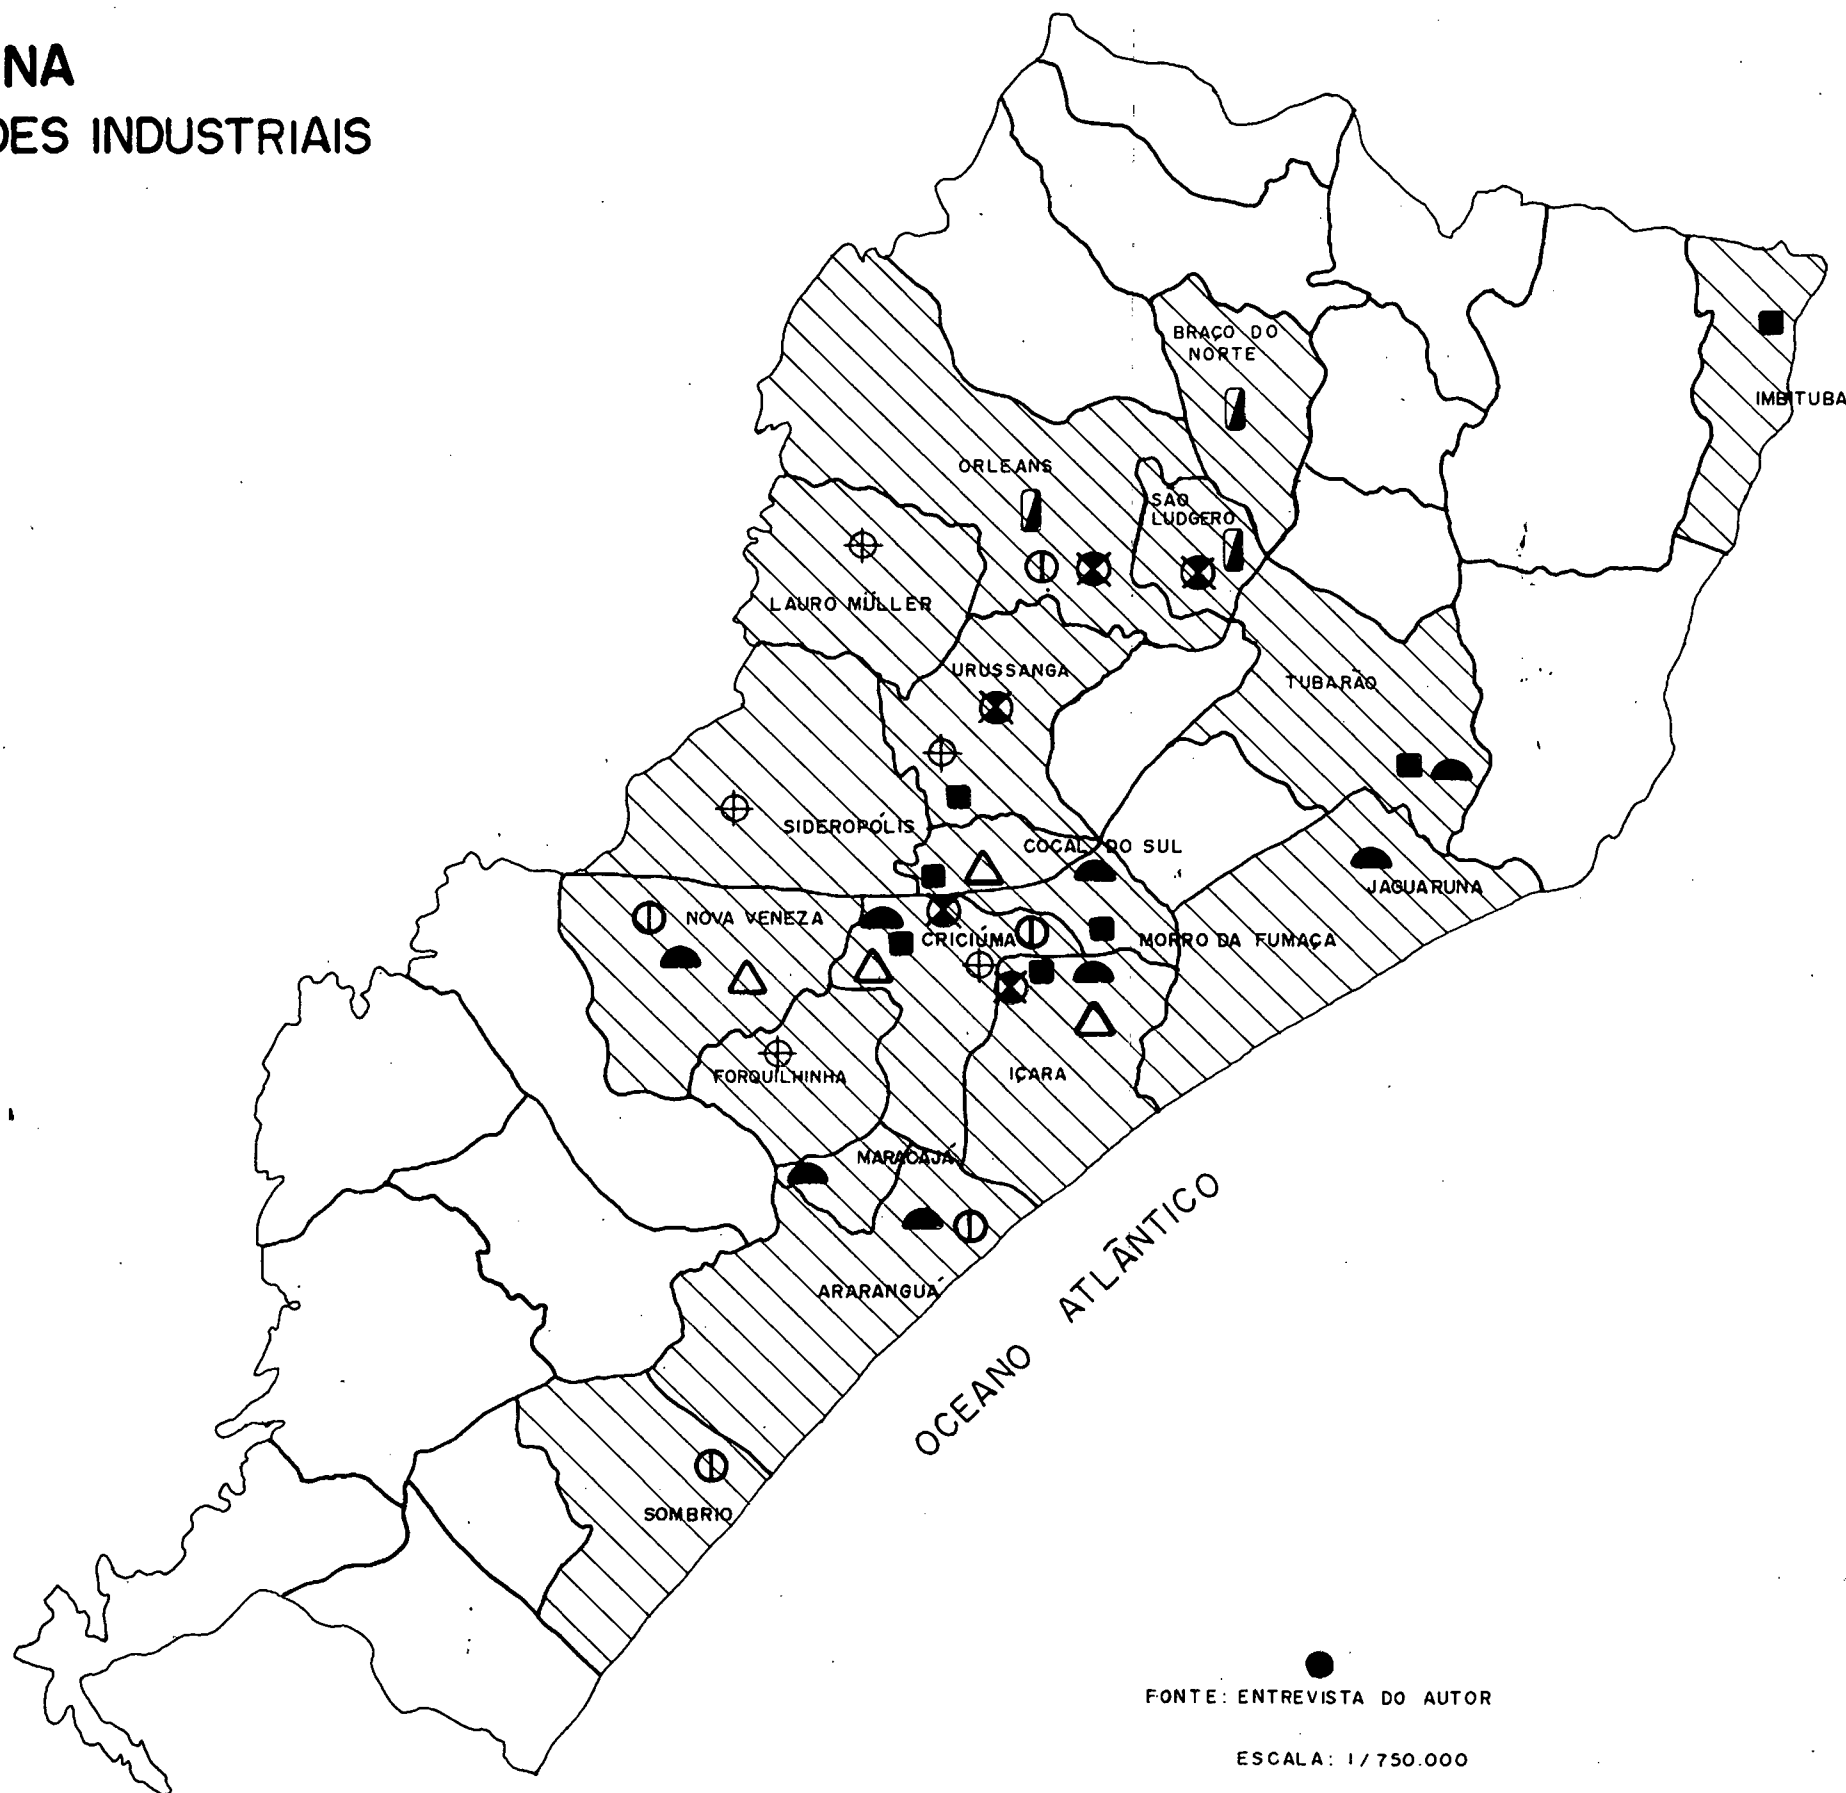 NA
DES INDUSTRIAIS
BRAÇO DO
NORTE
IMBITUBA
ORLEANS
SÃO
LUDGERO
LAURO MÜLLER
URUSSANGA
TUBARÃO
SIDEROPÓLIS
COCAL DO SUL
JAGUARUNA
NOVA VENEZA
CRICIÚMA
MORRO DA FUMAÇA
FORQUILHINHA
IÇARA
MARACAJÁ
ARARANGUÁ
SOMBRIO
OCEANO ATLÂNTICO
FONTE: ENTREVISTA DO AUTOR
ESCALA: 1/750.000